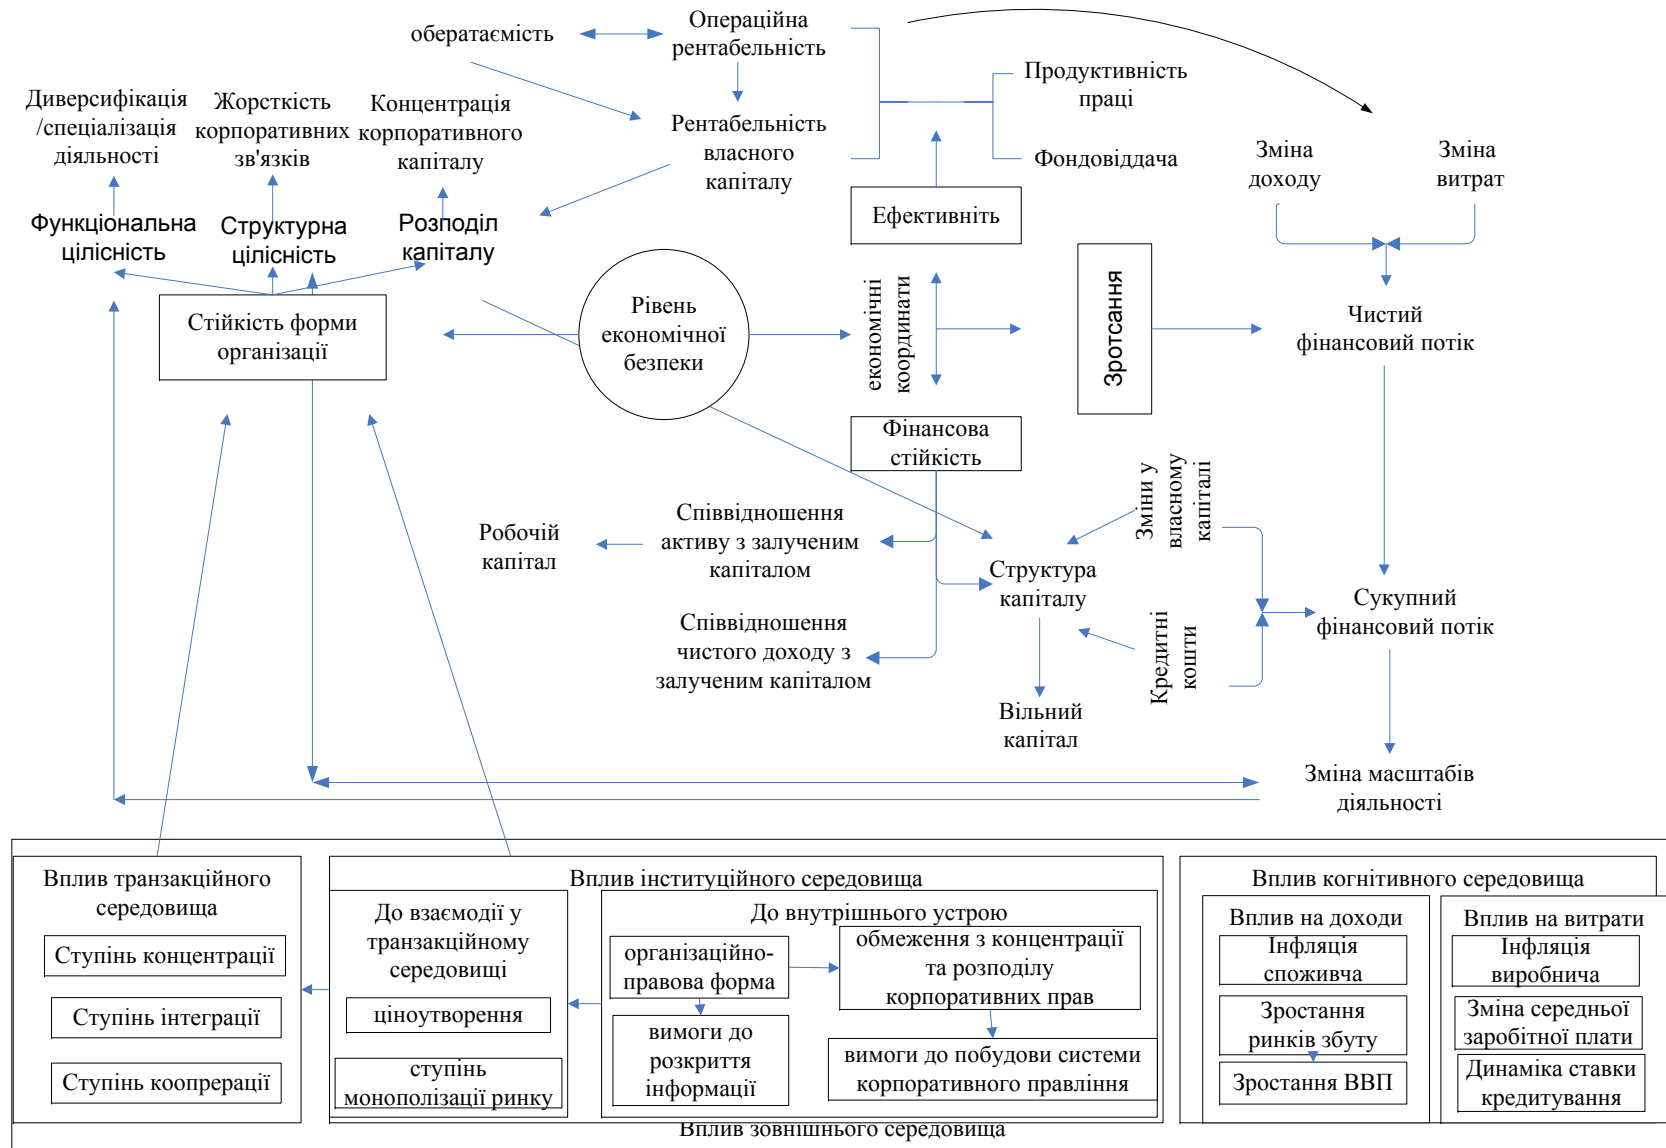 Операційна
рентабельність
обератаємість
Продуктивність
праці
Диверсифікація
/спеціалізація
діяльності
Жорсткість
корпоративних
зв'язків
Концентрація
корпоративного
капіталу
Рентабельність
власного
капіталу
Фондовіддача
Зміна
доходу
Зміна
витрат
Функціональна
цілісність
Структурна
цілісність
Розподіл
капіталу
Ефективніть
Стійкість форми
організації
Рівень
економічної
безпеки
економічні
координати
Зротсання
Чистий
фінансовий потік
Фінансова
стійкість
Робочій
капітал
Співвідношення
активу з залученим
капіталом
Зміни у
власному
капіталі
Структура
капіталу
Сукупний
фінансовий потік
Співвідношення
чистого доходу з
залученим капіталом
Кредитні
кошти
Вільний
капітал
Зміна масштабів
діяльності
Вплив транзакційного
середовища
Ступінь концентрації
Ступінь інтеграції
Ступінь коопрерації
Вплив інституційного середовища
До взаємодії у
транзакційному
середовищі
ціноутворення
ступінь
монополізації ринку
До внутрішнього устрою
організаційно-
правова форма
обмеження з концентрації
та розподілу
корпоративних прав
вимоги до
розкриття
інформації
вимоги до побудови системи
корпоративного правління
Вплив когнітивного середовища
Вплив на доходи
Інфляція
споживча
Зростання
ринків збуту
Зростання ВВП
Вплив на витрати
Інфляція
виробнича
Зміна середньої
заробітної плати
Динаміка ставки
кредитування
Вплив зовнішнього середовища